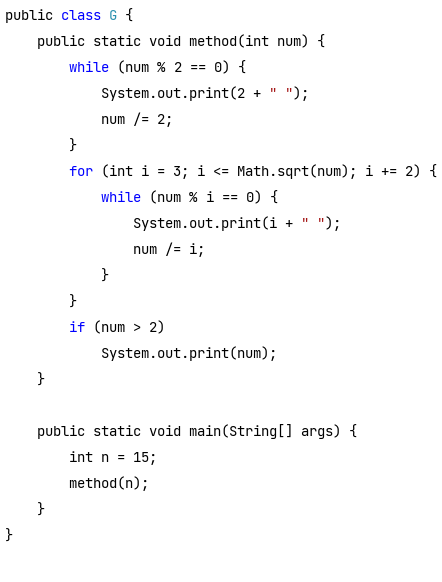 public class G {
    public static void method(int num) {
        while (num % 2 == 0) {
            System.out.print(2 + " ");
            num /= 2;
        }
        for (int i = 3; i <= Math.sqrt(num); i += 2) {
            while (num % i == 0) {
                System.out.print(i + " ");
                num /= i;
            }
        }
        if (num > 2)
            System.out.print(num);
    }

    public static void main(String[] args) {
        int n = 15;
        method(n);
    }
}